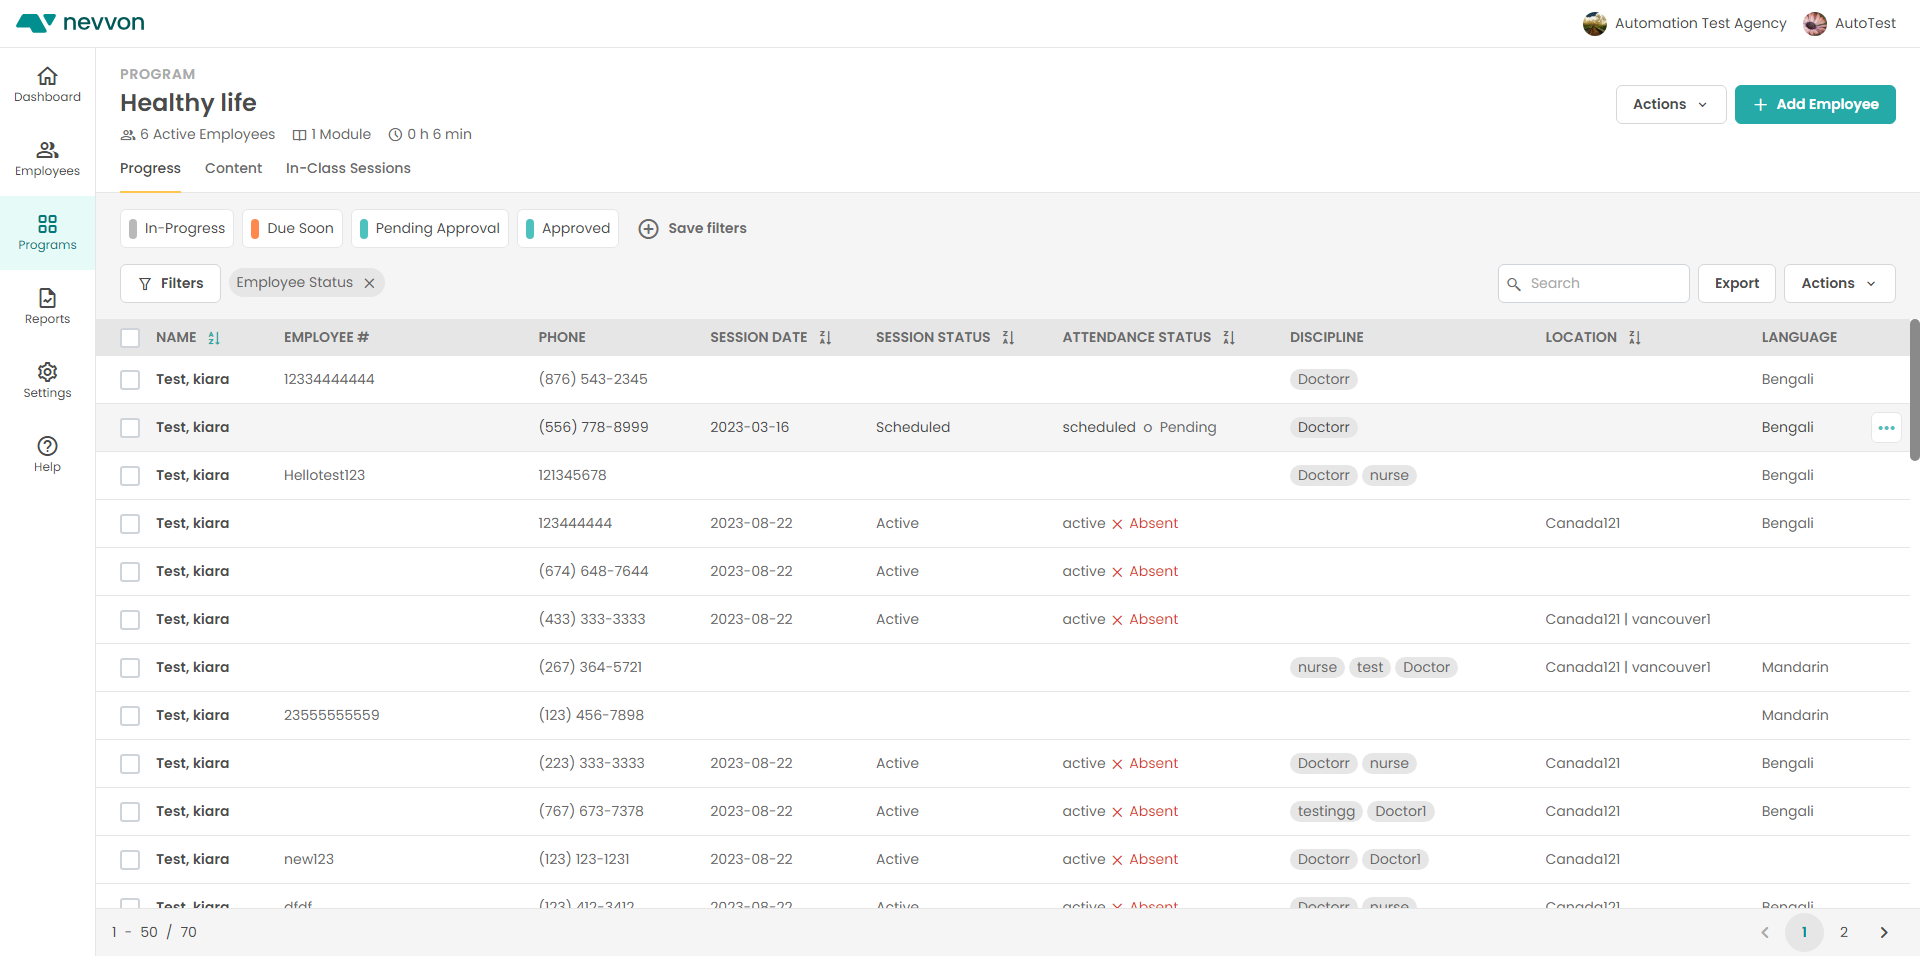 nevvon
Automation Test Agency AutoTest
Dashboard
Employees
Programs
Reports
Settings
Help
PROGRAM
Healthy life
6 Active Employees 1 Module 0 h 6 min
Actions + Add Employee
Progress Content In-Class Sessions
In-Progress Due Soon Pending Approval Approved Save filters
Filters Employee Status Search Export Actions
NAME EMPLOYEE # PHONE SESSION DATE SESSION STATUS ATTENDANCE STATUS DISCIPLINE LOCATION LANGUAGE
Test, kiara 12334444444 (876) 543-2345 Doctorr Bengali
Test, kiara (556) 778-8999 2023-03-16 Scheduled scheduled o Pending Doctorr Bengali
Test, kiara Hellotest123 121345678 Doctorr nurse Bengali
Test, kiara 123444444 2023-08-22 Active active Absent Canada121 Bengali
Test, kiara (674) 648-7644 2023-08-22 Active active Absent
Test, kiara (433) 333-3333 2023-08-22 Active active Absent Canada121 | vancouver1
Test, kiara (267) 364-5721 nurse test Doctor Canada121 | vancouver1 Mandarin
Test, kiara 23555555559 (123) 456-7898 Mandarin
Test, kiara (223) 333-3333 2023-08-22 Active active Absent Doctorr nurse Canada121 Bengali
Test, kiara (767) 673-7378 2023-08-22 Active active Absent testingg Doctor1 Canada121 Bengali
Test, kiara new123 (123) 123-1231 2023-08-22 Active active Absent Doctorr Doctor1 Canada121
Test, kiara dfdf (123) 412-3412 2023-08-22 Active active Absent Doctorr nurse Canada121 Bengali
1 - 50 / 70 1 2